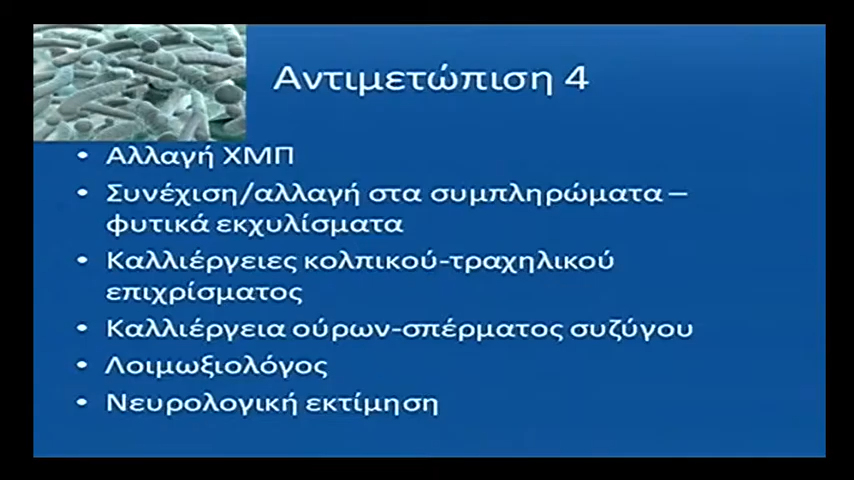 Αντιμετώπιση 4
• Αλλαγή ΧΜΠ
• Συνέχιση/αλλαγή στα συμπληρώματα –
φυτικά εκχυλίσματα
• Καλλιέργειες κολπικού-τραχηλικού
επιχρίσματος
• Καλλιέργεια ούρων-σπέρματος συζύγου
• Λοιμωξιολόγος
• Νευρολογική εκτίμηση